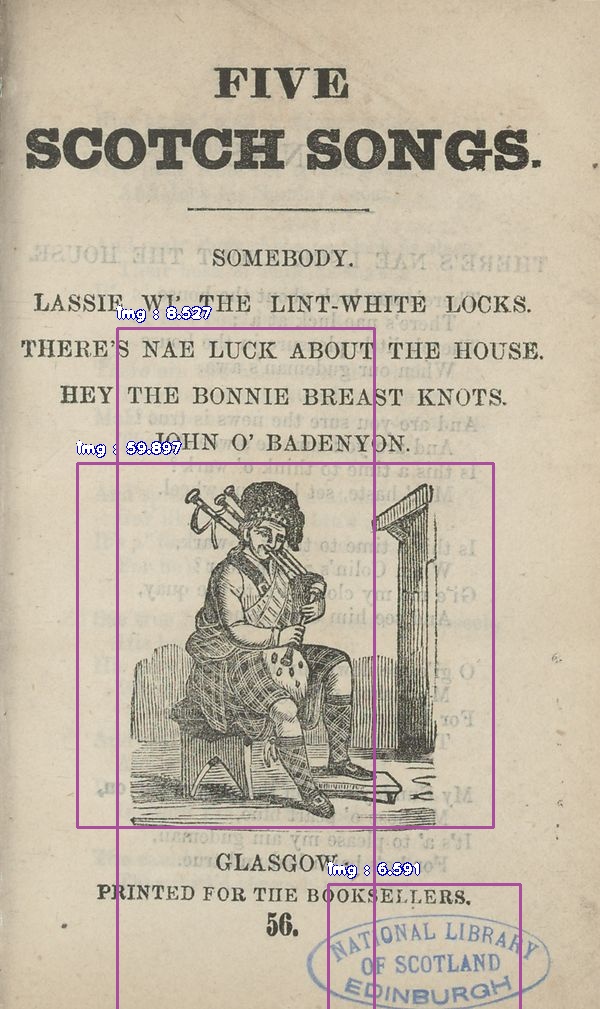 FIVE
SCOTCH SONGS.
SOMEBODY.
LASSIE WI' THE LINT-WHITE LOCKS.
img : 8.527
THERE'S NAE LUCK ABOUT THE HOUSE.
HEY THE BONNIE BREAST KNOTS.
JOHN O' BADENYON.
img : 59.897
GLASGOW
img : 6.591
PRINTED FOR THE BOOKSELLERS.
56.
NATIONAL LIBRARY
OF SCOTLAND
EDINBURGH